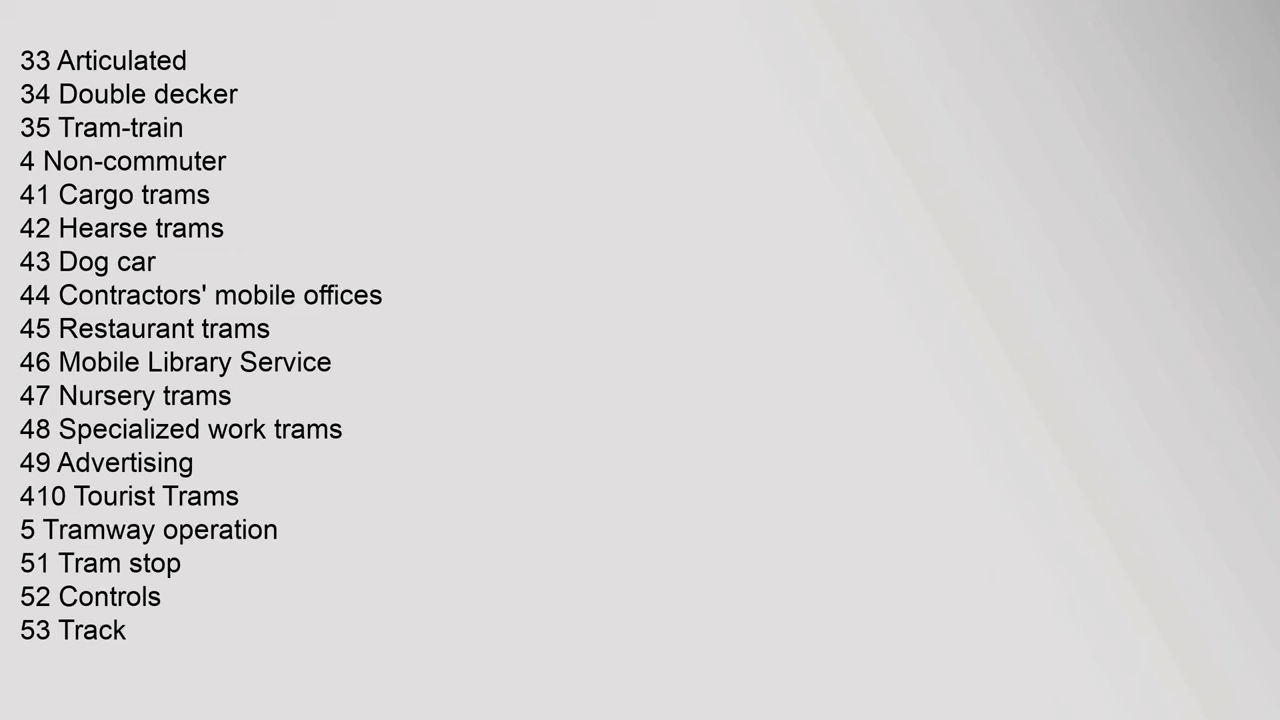 33 Articulated
34 Double decker
35 Tram-train
4 Non-commuter
41 Cargo trams
42 Hearse trams
43 Dog car
44 Contractors' mobile offices
45 Restaurant trams
46 Mobile Library Service
47 Nursery trams
48 Specialized work trams
49 Advertising
410 Tourist Trams
5 Tramway operation
51 Tram stop
52 Controls
53 Track